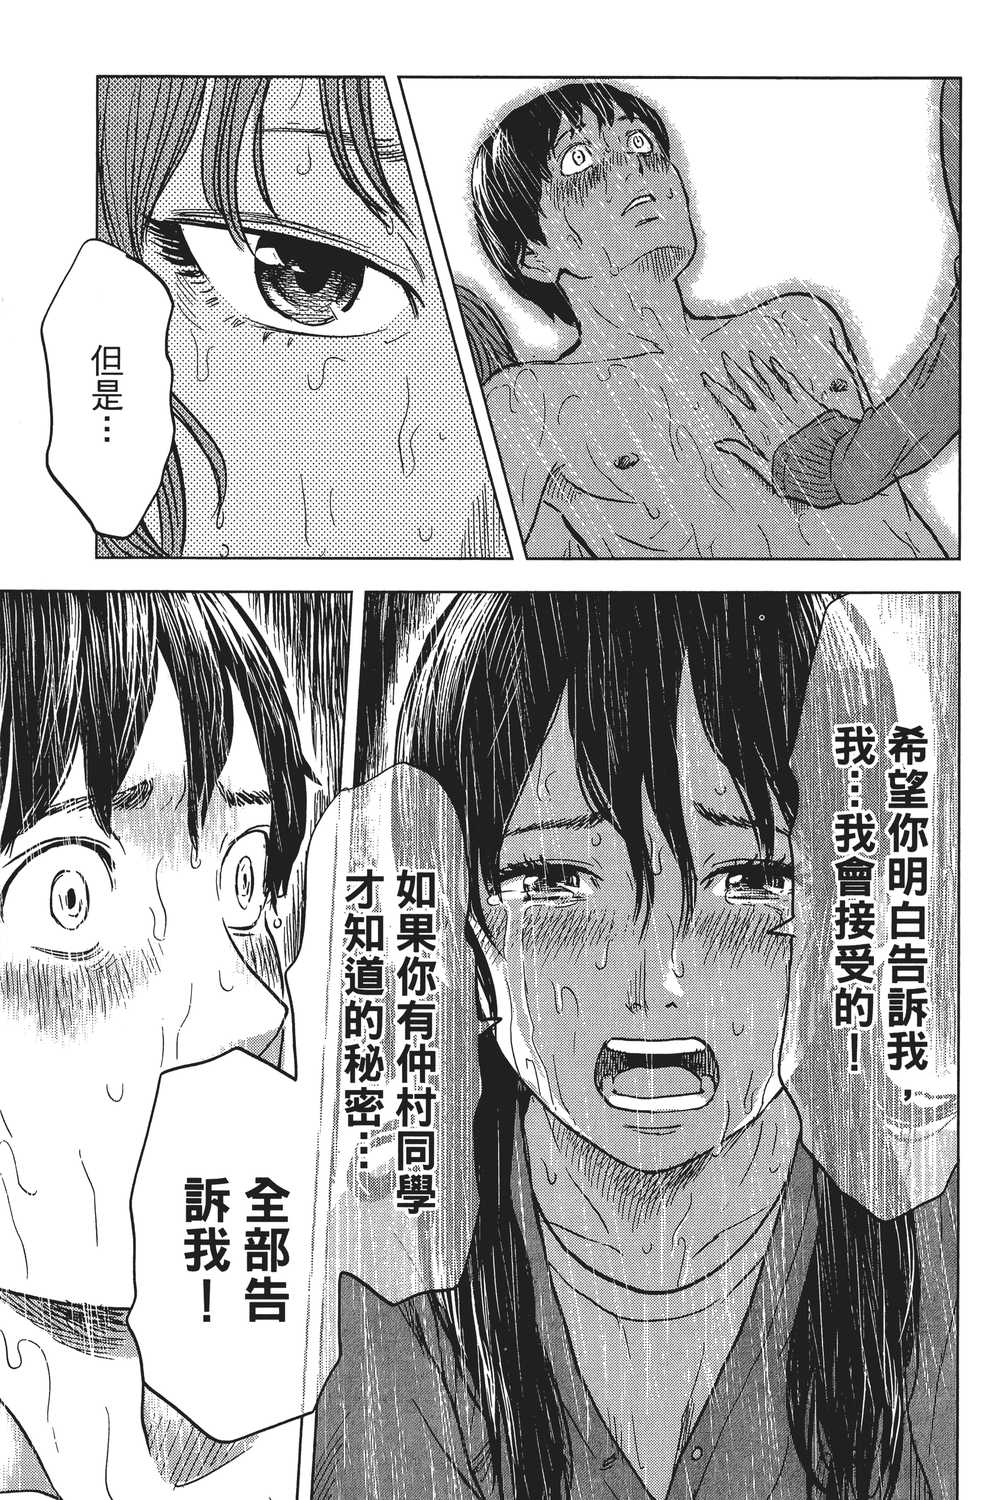 但是…
希望你明白告訴我，
我…我會接受的！
如果你有仲村同學
才知道的秘密…
全部告
訴我！